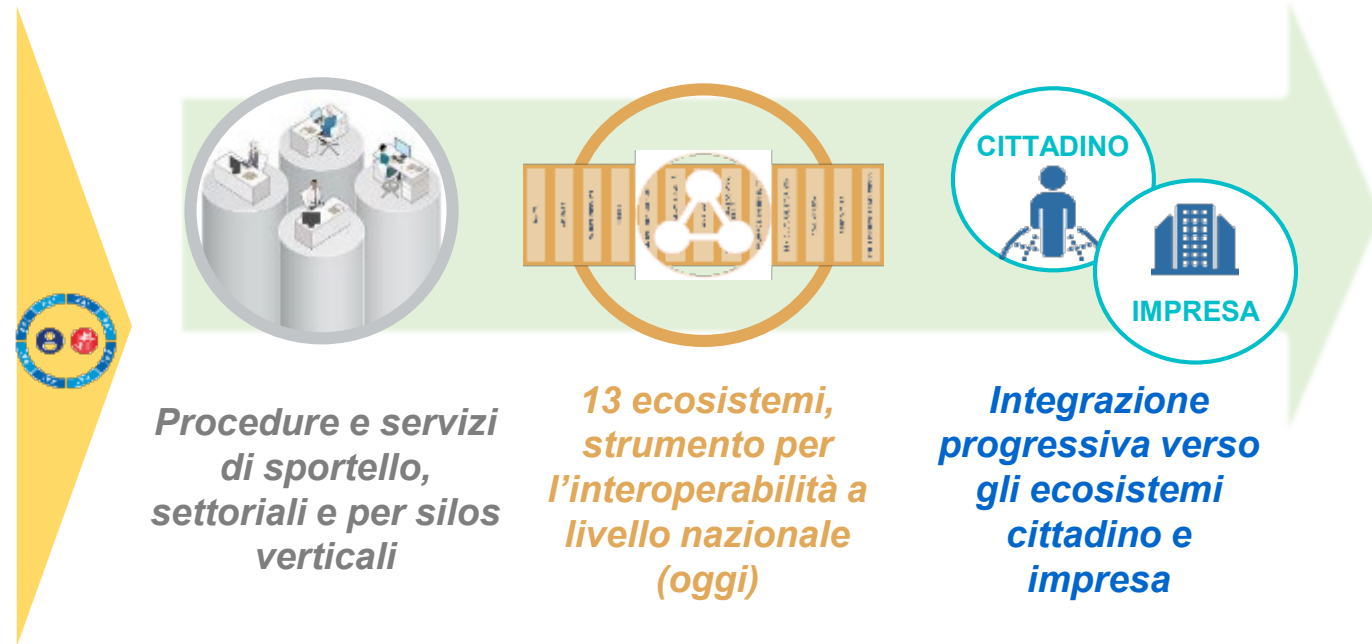 CITTADINO
IMPRESA
Procedure e servizi
di sportello,
settoriali e per silos
verticali
13 ecosistemi,
strumento per
l’interoperabilità a
livello nazionale
(oggi)
Integrazione
progressiva verso
gli ecosistemi
cittadino e
impresa